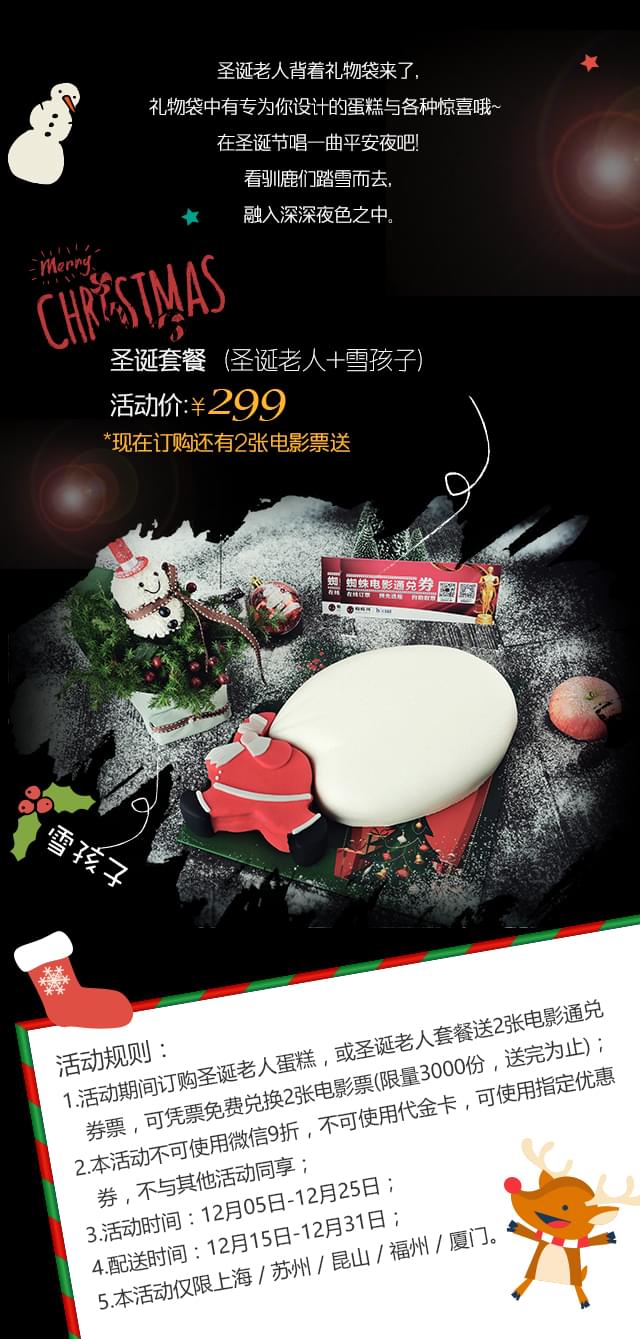 圣诞老人背着礼物袋来了,
礼物袋中有专为你设计的蛋糕与各种惊喜哦~
在圣诞节唱一曲平安夜吧!
看驯鹿们踏雪而去,
融入深深夜色之中。
Merry
CHRISTMAS
圣诞套餐 (圣诞老人+雪孩子)
活动价:¥299
*现在订购还有2张电影票送
蜘蛛电影通兑券
在线订票
雪孩子
活动规则：
1.活动期间订购圣诞老人蛋糕，或圣诞老人套餐送2张电影通兑
券票，可凭票免费兑换2张电影票(限量3000份，送完为止)；
2.本活动不可使用微信9折，不可使用代金卡，可使用指定优惠
券，不与其他活动同享；
3.活动时间：12月05日-12月25日；
4.配送时间：12月15日-12月31日；
5.本活动仅限上海 / 苏州 / 昆山 / 福州 / 厦门。